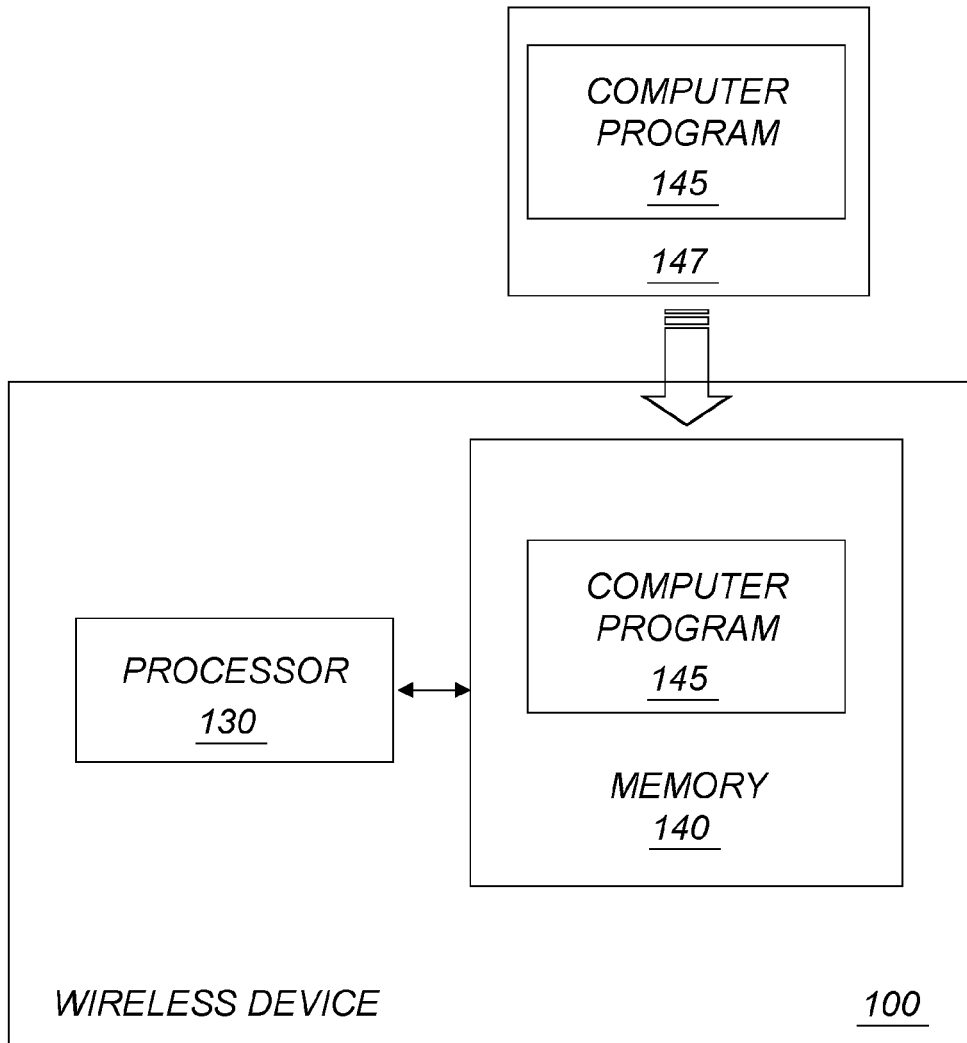 COMPUTER
PROGRAM
145
147
COMPUTER
PROGRAM
145
PROCESSOR
130
MEMORY
140
WIRELESS DEVICE
100